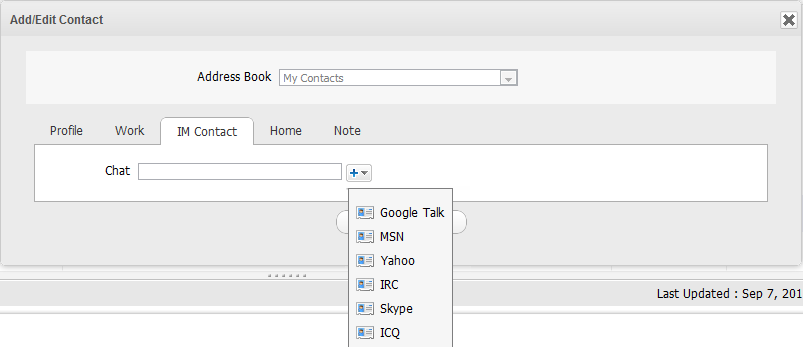 Add/Edit Contact
Address Book My Contacts
Profile Work IM Contact Home Note
Chat
Google Talk
MSN
Yahoo
IRC
Last Updated : Sep 7, 201
Skype
ICQ